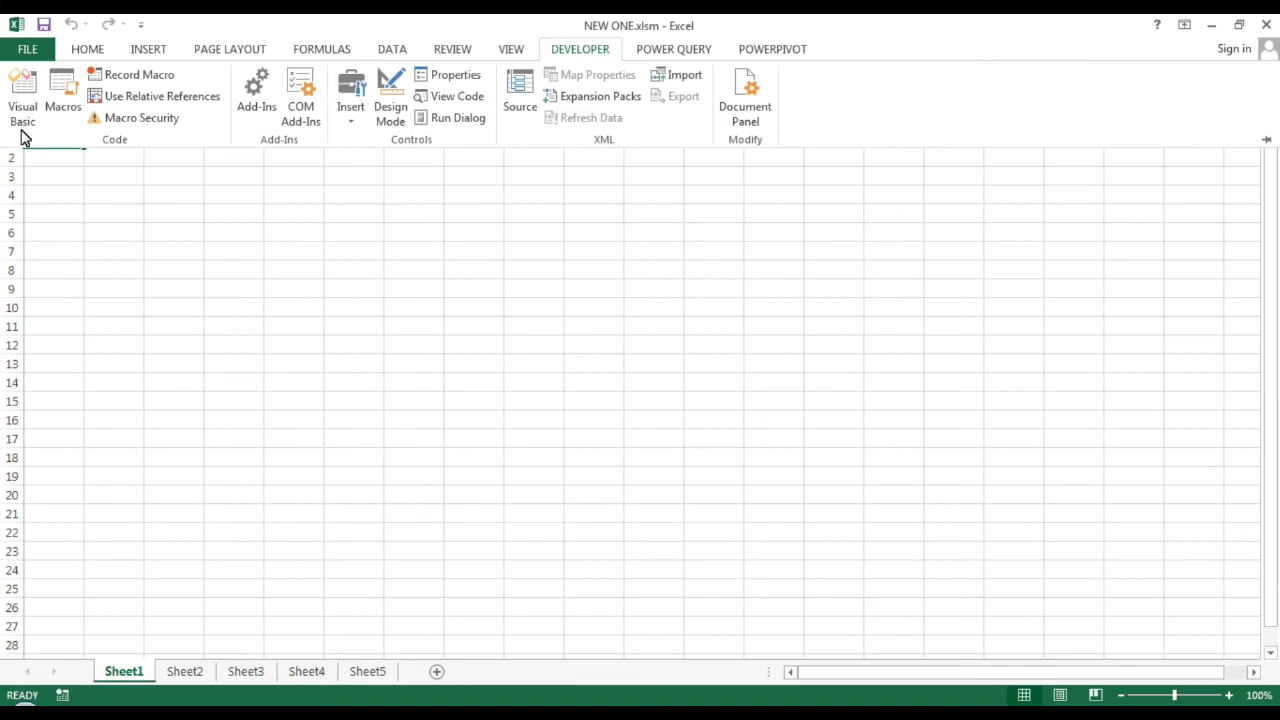 NEW ONE.xlsm - Excel
?
FILE HOME INSERT PAGE LAYOUT FORMULAS DATA REVIEW VIEW DEVELOPER POWER QUERY POWERPIVOT Sign in
Visual Basic
Macros
Record Macro
Use Relative References
Macro Security
Code
Add-Ins
COM Add-Ins
Add-Ins
Insert
Design Mode
Properties
View Code
Run Dialog
Controls
Source
Map Properties
Expansion Packs
Refresh Data
Import
Export
XML
Document Panel
Modify
2
3
4
5
6
7
8
9
10
11
12
13
14
15
16
17
18
19
20
21
22
23
24
25
26
27
28
Sheet1 Sheet2 Sheet3 Sheet4 Sheet5
READY 100%